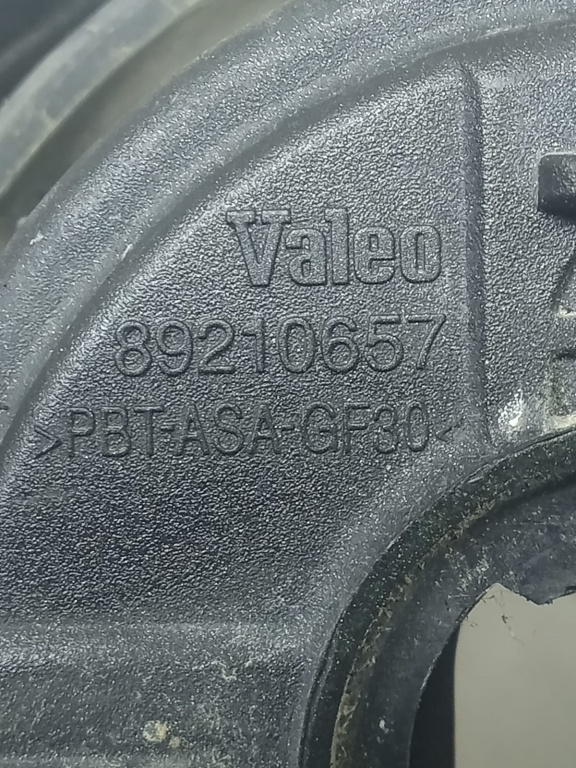 Valeo
89210657
>PBT-ASA-GF30<